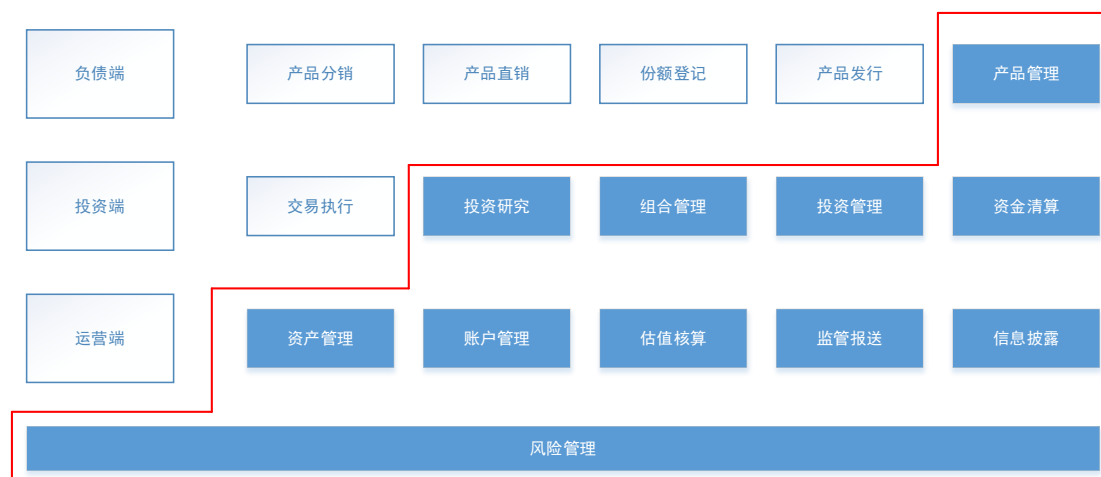 负债端
产品分销
产品直销
份额登记
产品发行
产品管理
投资端
交易执行
投资研究
组合管理
投资管理
资金清算
运营端
资产管理
账户管理
估值核算
监管报送
信息披露
风险管理